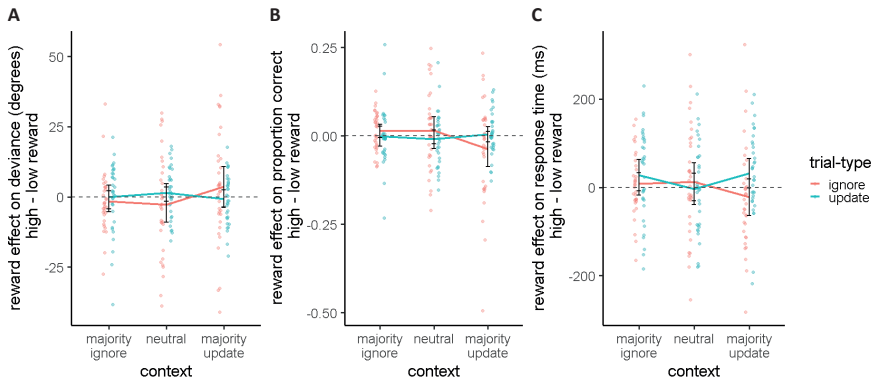 A
reward effect on deviance (degrees)
high - low reward
50
25
0
-25
majority
ignore
neutral
majority
update
context
B
reward effect on proportion correct
high - low reward
0.25
0.00
-0.25
-0.50
majority
ignore
neutral
majority
update
context
C
reward effect on response time (ms)
high - low reward
200
0
-200
majority
ignore
neutral
majority
update
context
trial-type
ignore
update